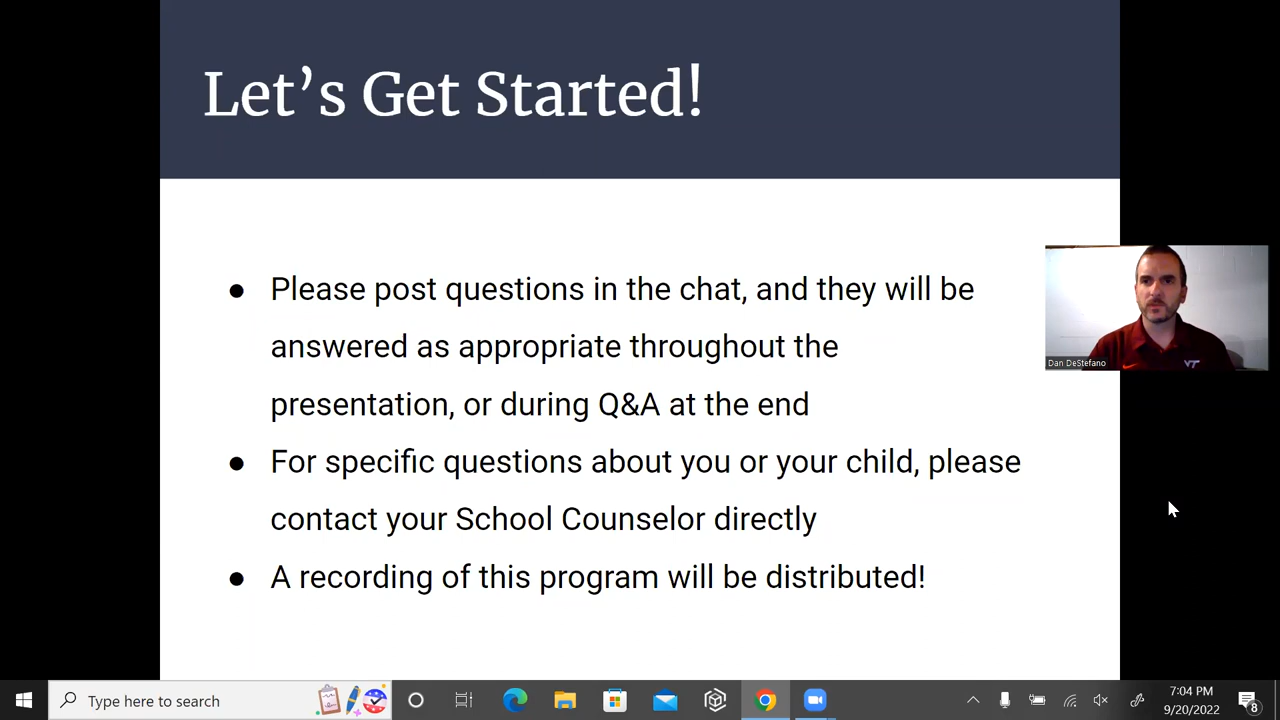 Let’s Get Started!
● Please post questions in the chat, and they will be
answered as appropriate throughout the
presentation, or during Q&A at the end
● For specific questions about you or your child, please
contact your School Counselor directly
● A recording of this program will be distributed!
VT
Dan DeStefano
Type here to search
7:04 PM
9/20/2022
8